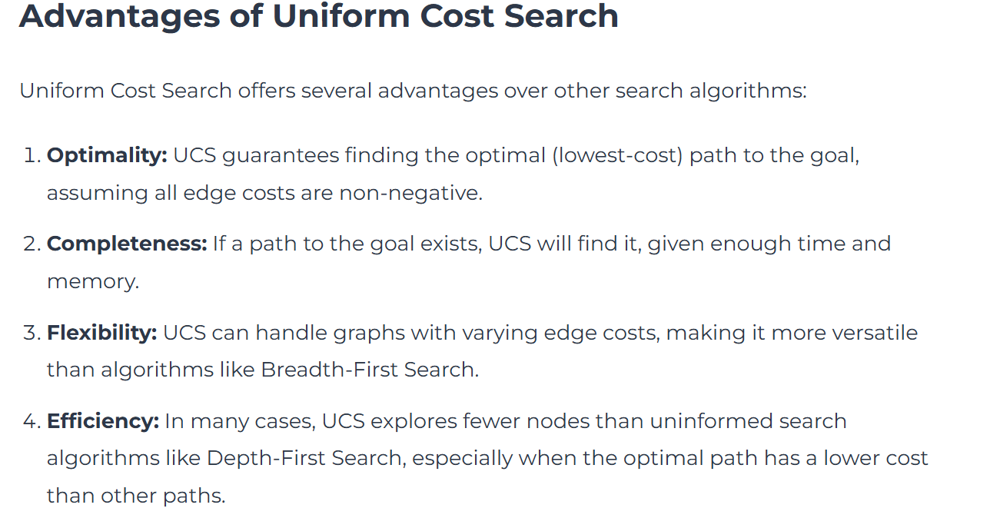 Advantages of Uniform Cost Search
Uniform Cost Search offers several advantages over other search algorithms:
1. Optimality: UCS guarantees finding the optimal (lowest-cost) path to the goal,
assuming all edge costs are non-negative.
2. Completeness: If a path to the goal exists, UCS will find it, given enough time and
memory.
3. Flexibility: UCS can handle graphs with varying edge costs, making it more versatile
than algorithms like Breadth-First Search.
4. Efficiency: In many cases, UCS explores fewer nodes than uninformed search
algorithms like Depth-First Search, especially when the optimal path has a lower cost
than other paths.